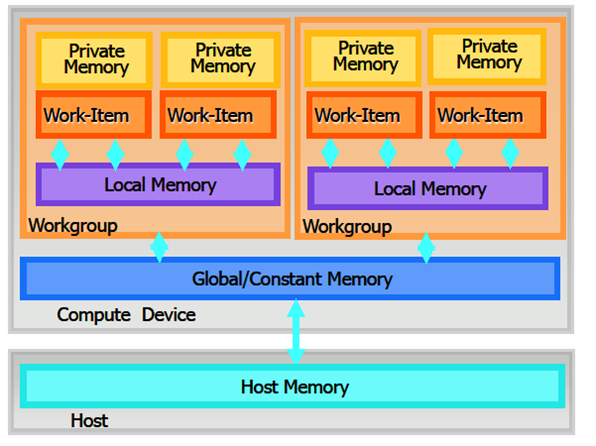 Private
Memory
Private
Memory
Private
Memory
Private
Memory
Work-Item
Work-Item
Work-Item
Work-Item
Local Memory
Local Memory
Workgroup
Workgroup
Global/Constant Memory
Compute Device
Host Memory
Host